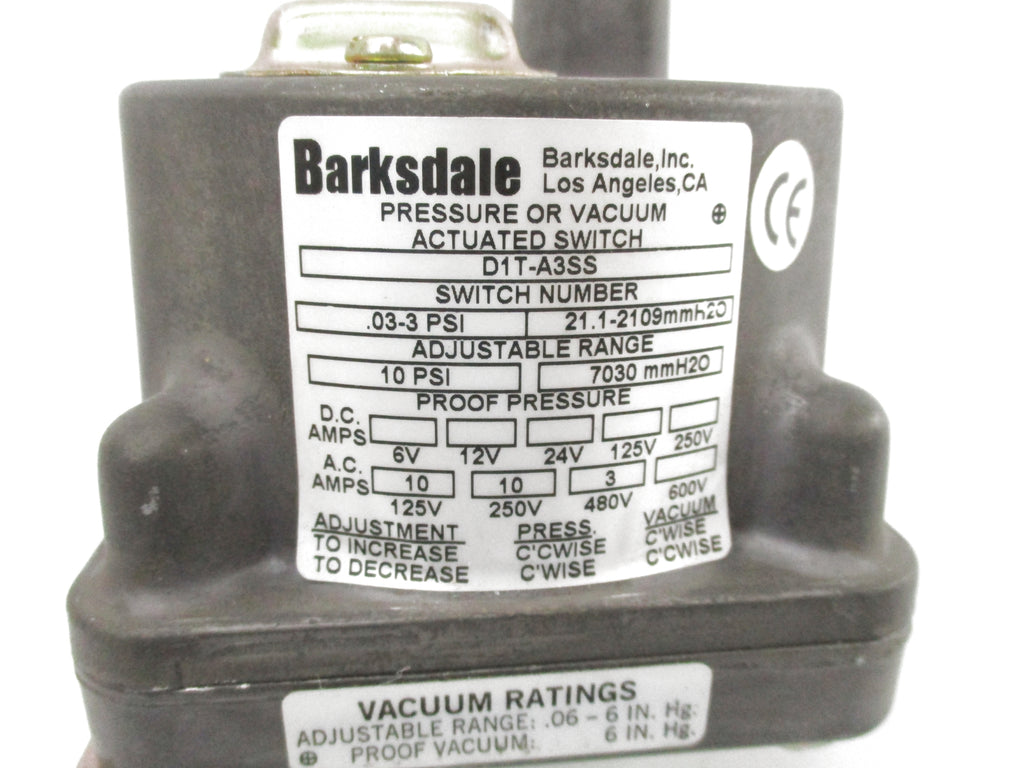 Barksdale
Barksdale,Inc.
Los Angeles,CA
PRESSURE OR VACUUM
ACTUATED SWITCH
D1T-A3SS
SWITCH NUMBER
.03-3 PSI 21.1-2109mmh2O
ADJUSTABLE RANGE
10 PSI 7030 mmH2O
PROOF PRESSURE
D.C.
AMPS
6V 12V 24V 125V 250V
A.C.
AMPS 10 10 3
125V 250V 480V 600V
ADJUSTMENT PRESS. VACUUM
TO INCREASE C'CWISE C'WISE
TO DECREASE C'WISE C'CWISE
CE
VACUUM RATINGS
ADJUSTABLE RANGE: .06 - 6 IN. Hg.
PROOF VACUUM: 6 IN. Hg.